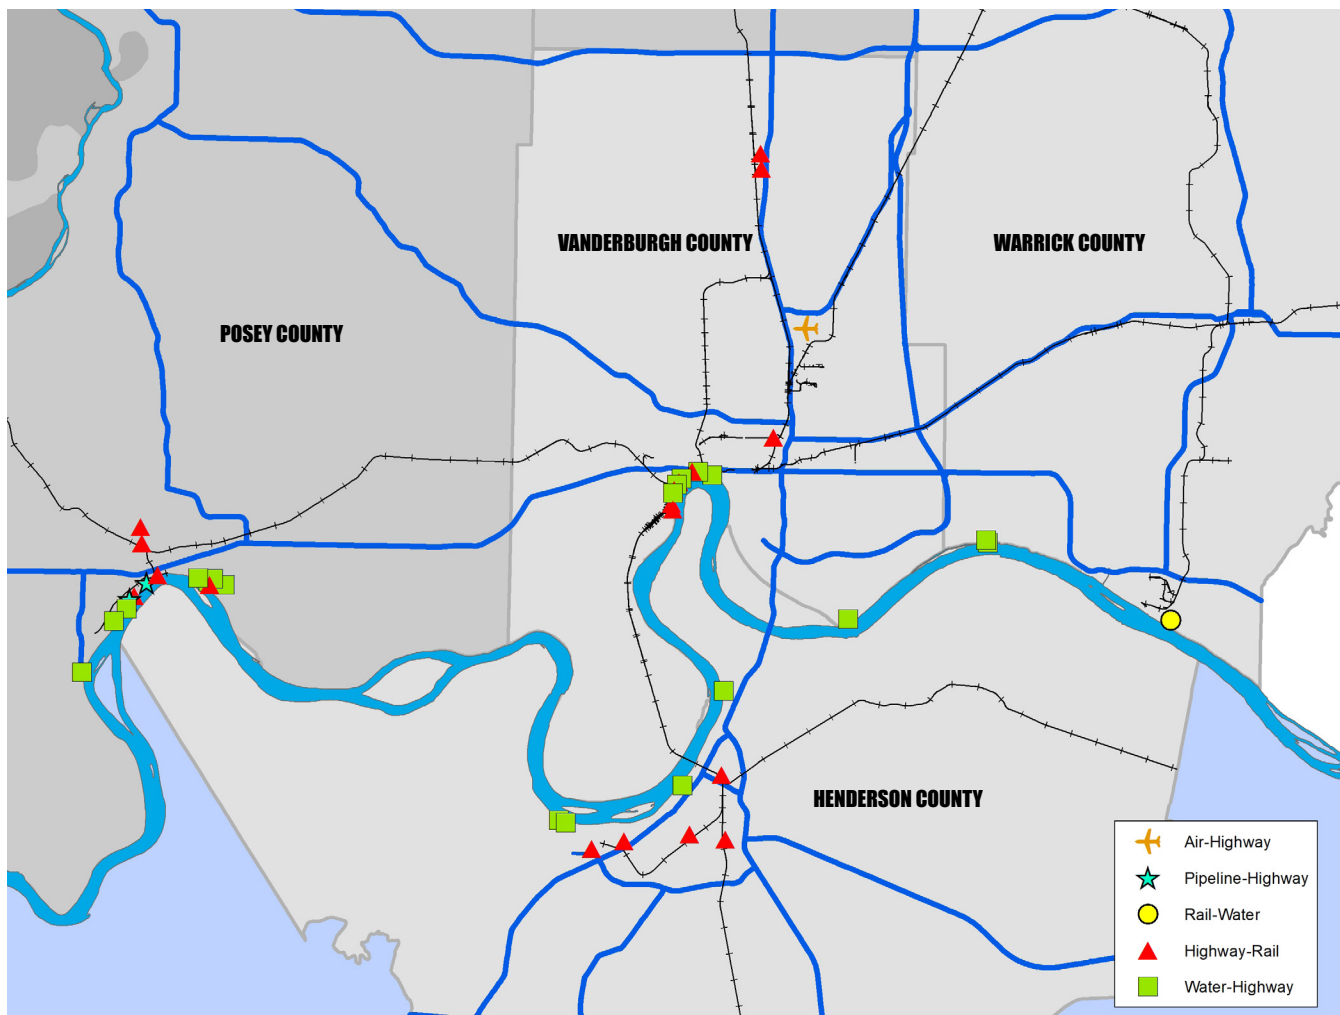 VANDERBURGH COUNTY
WARRICK COUNTY
POSEY COUNTY
HENDERSON COUNTY
Air-Highway
Pipeline-Highway
Rail-Water
Highway-Rail
Water-Highway